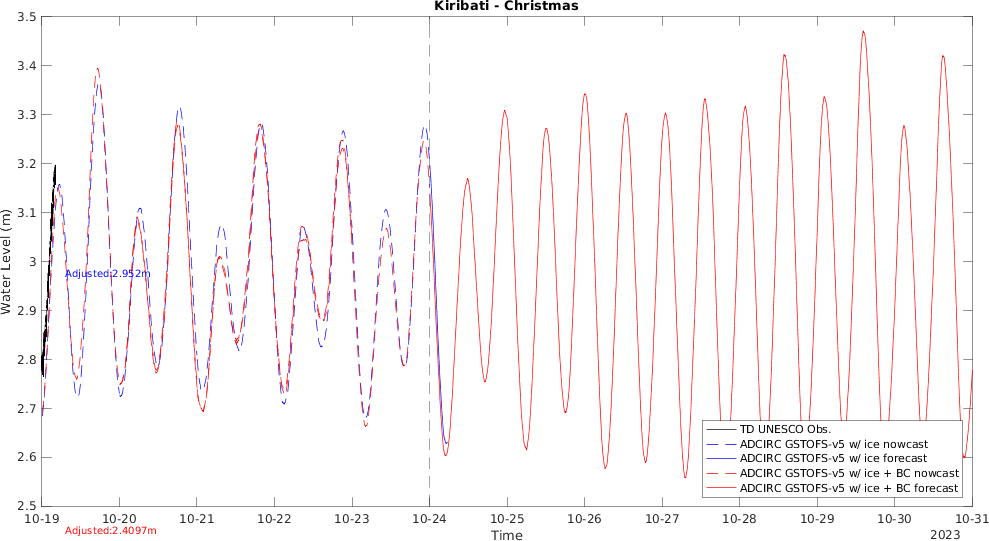 Kiribati - Christmas
Water Level (m)
3.5
3.4
3.3
3.2
3.1
3
2.9
2.8
2.7
2.6
2.5
Adjusted:2.952m
Adjusted:2.4097m
TD UNESCO Obs.
ADCIRC GSTOFS-v5 w/ ice nowcast
ADCIRC GSTOFS-v5 w/ ice forecast
ADCIRC GSTOFS-v5 w/ ice + BC nowcast
ADCIRC GSTOFS-v5 w/ ice + BC forecast
10-19 10-20 10-21 10-22 10-23 10-24 10-25 10-26 10-27 10-28 10-29 10-30 10-31
Time
2023